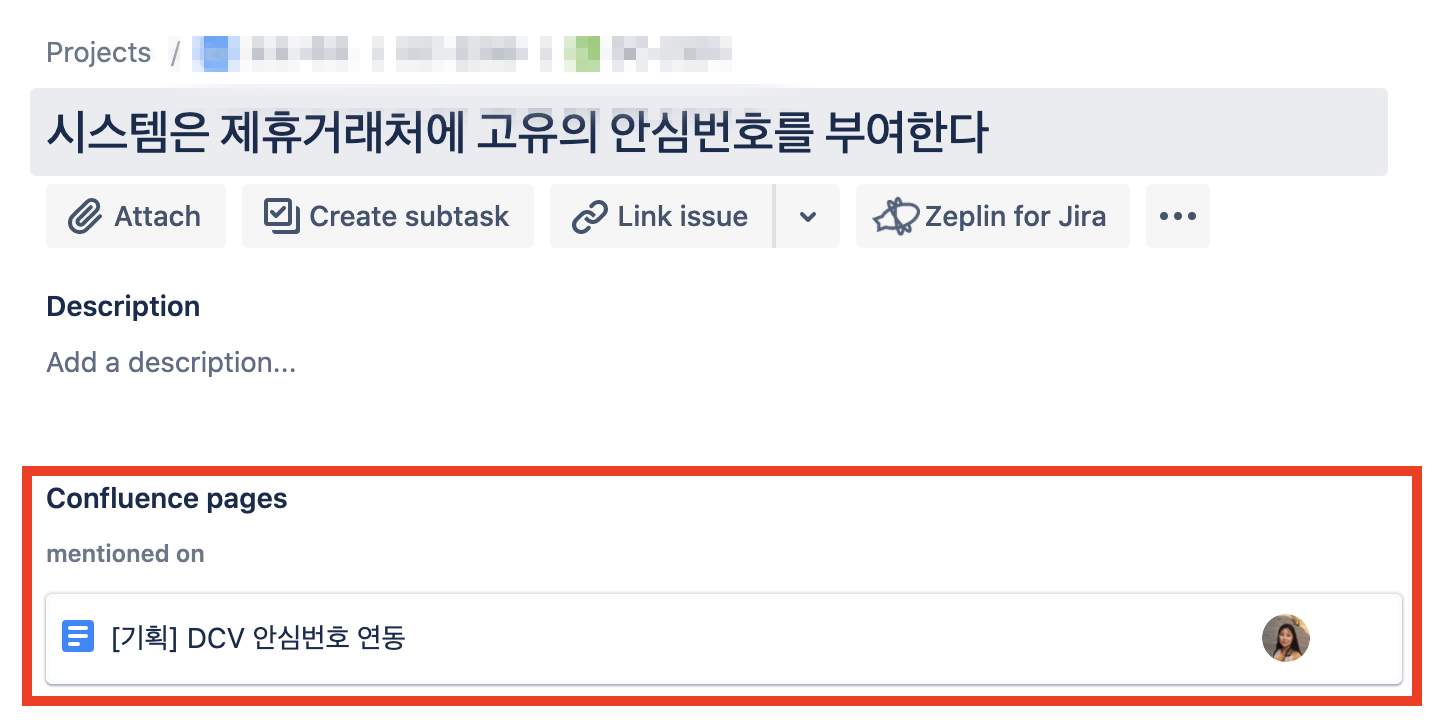 Projects /
시스템은 제휴거래처에 고유의 안심번호를 부여한다
Attach Create subtask Link issue Zeplin for Jira
Description
Add a description...
Confluence pages
mentioned on
[기획] DCV 안심번호 연동